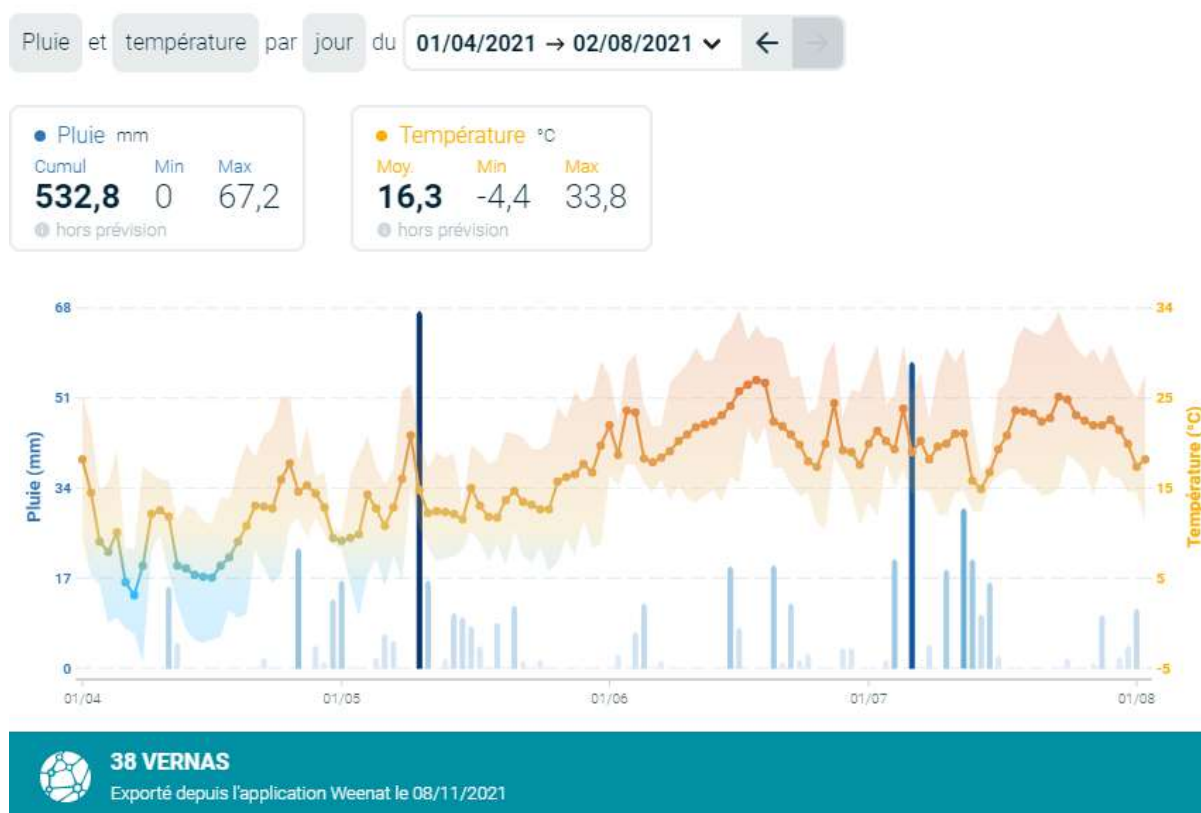 Pluie et température par jour du 01/04/2021 → 02/08/2021
Pluie mm
Cumul Min Max
532,8 0 67,2
hors prévision
Température °C
Moy. Min Max
16,3 -4,4 33,8
hors prévision
Pluie (mm)
68
51
34
17
0
34
25
15
5
-5
Température (°C)
01/04 01/05 01/06 01/07 01/08
38 VERNAS
Exporté depuis l'application Weenat le 08/11/2021